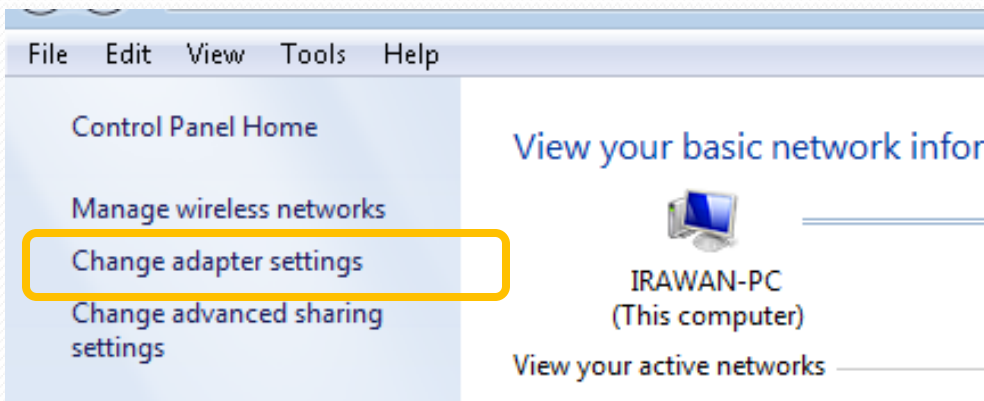 File Edit View Tools Help
Control Panel Home
View your basic network infor
Manage wireless networks
Change adapter settings
IRAWAN-PC
(This computer)
Change advanced sharing
settings
View your active networks